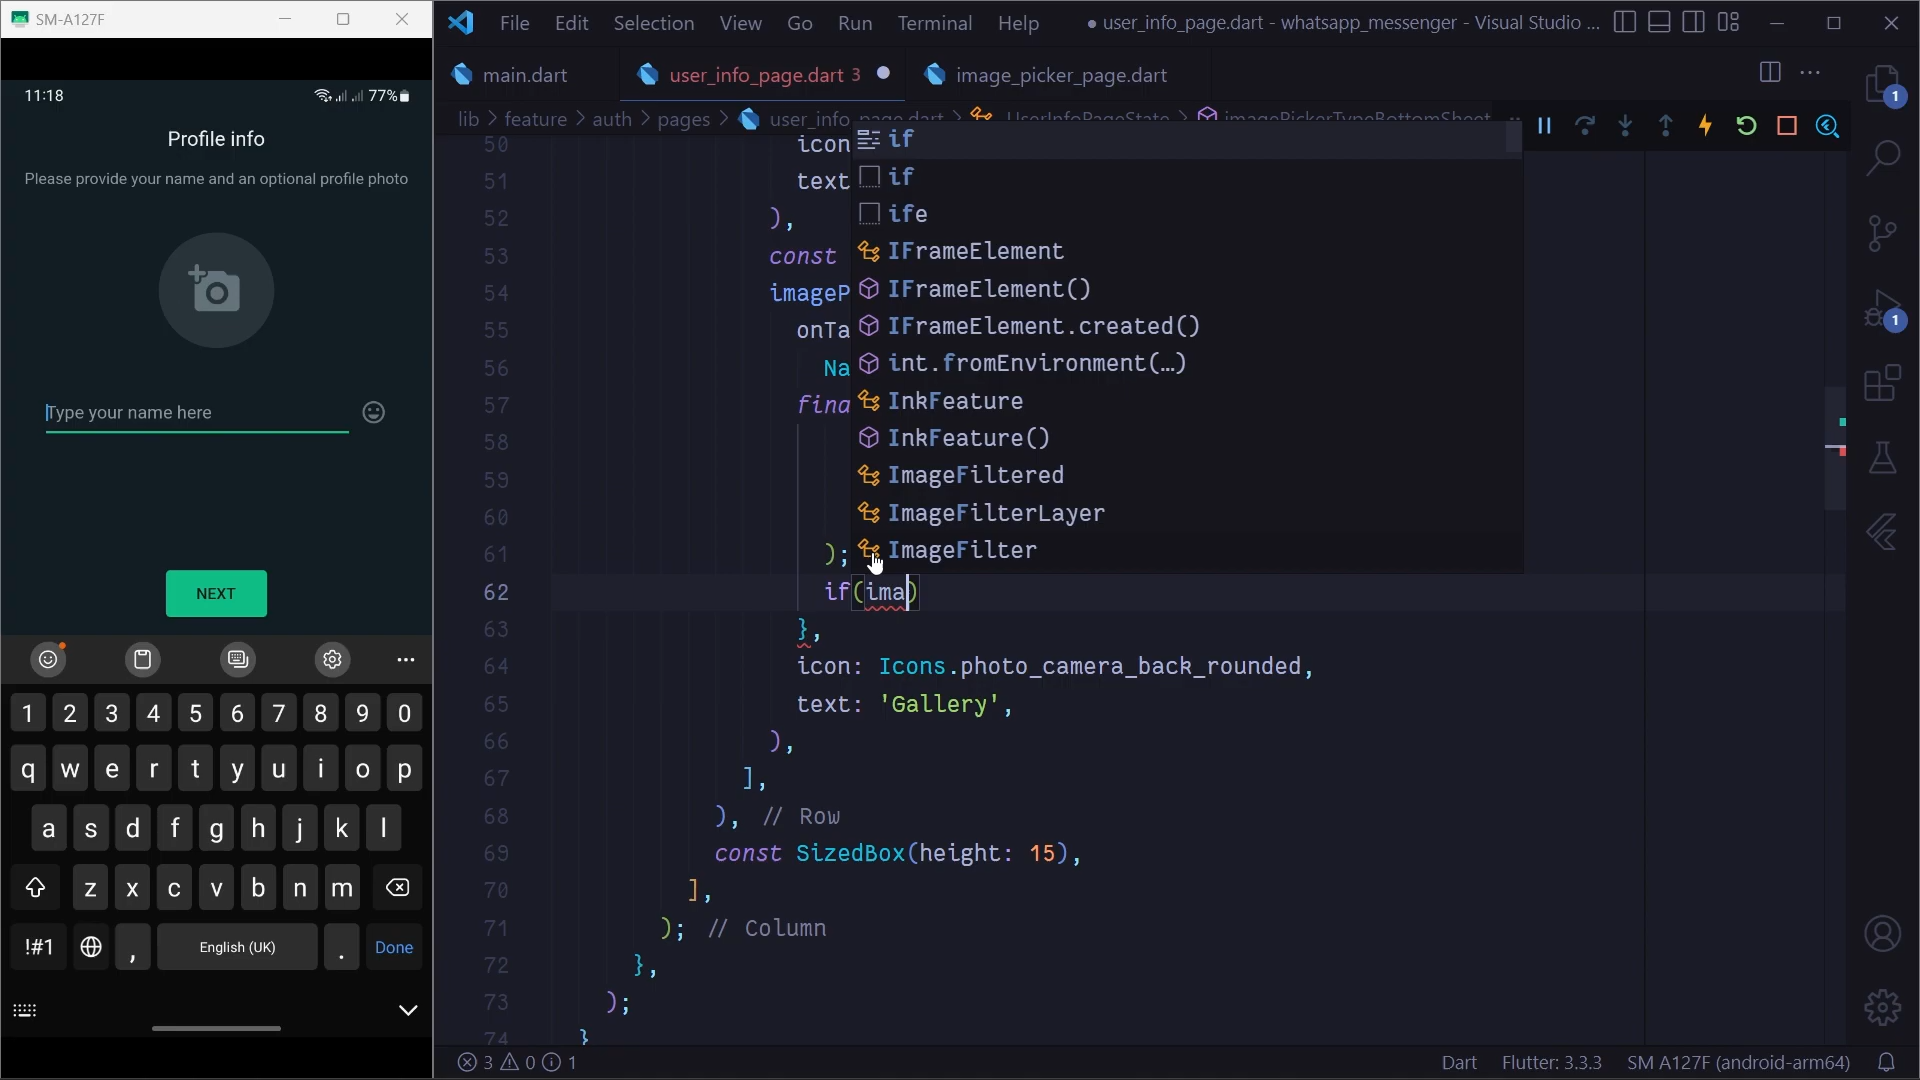 SM-A127F
11:18
77%
Profile info
Please provide your name and an optional profile photo
Type your name here
NEXT
1 2 3 4 5 6 7 8 9 0
q w e r t y u i o p
a s d f g h j k l
z x c v b n m
!#1 , English (UK) . Done
File Edit Selection View Go Run Terminal Help
● user_info_page.dart - whatsapp_messenger - Visual Studio ...
main.dart
user_info_page.dart 3
image_picker_page.dart
lib > feature > auth > pages > user_info_page.dart > _UserInfoPageState > imagePickerTypeBottomSheet
50 icon
51 text
52 ),
53 const
54 imageP
55 onTa
56 Na
57 fina
58
59
60
61 );
62 if(ima)
63 },
64 icon: Icons.photo_camera_back_rounded,
65 text: 'Gallery',
66 ),
67 ],
68 ), // Row
69 const SizedBox(height: 15),
70 ],
71 ); // Column
72 },
73 );
74 }
if
if
ife
IFrameElement
IFrameElement()
IFrameElement.created()
int.fromEnvironment(…)
InkFeature
InkFeature()
ImageFiltered
ImageFilterLayer
ImageFilter
1
1
3 0 1
Dart
Flutter: 3.3.3
SM A127F (android-arm64)